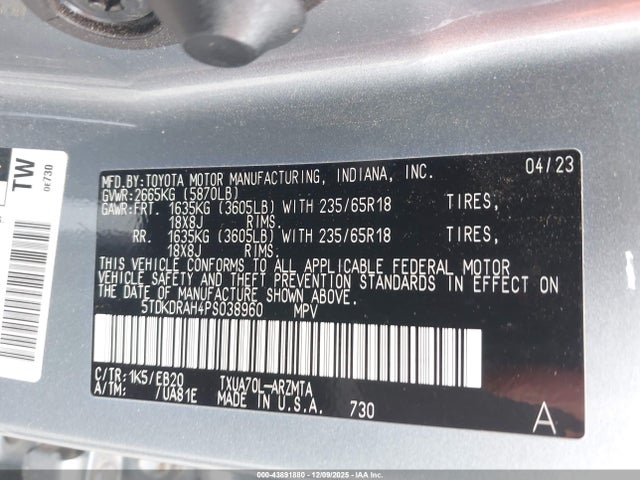 TW
0E730
MFD.BY:TOYOTA MOTOR MANUFACTURING, INDIANA, INC. 04/23
GVWR:2665KG (5870LB)
GAWR:FRT. 1635KG (3605LB) WITH 235/65R18 TIRES,
18X8J RIMS.
RR. 1635KG (3605LB) WITH 235/65R18 TIRES,
18X8J RIMS.
THIS VEHICLE CONFORMS TO ALL APPLICABLE FEDERAL MOTOR
VEHICLE SAFETY AND THEFT PREVENTION STANDARDS IN EFFECT ON
THE DATE OF MANUFACTURE SHOWN ABOVE.
5TDKDRAH4PS038960 MPV
C/TR: 1K5/EB20 TXUA70L-ARZMTA
A/TM: /UA81E MADE IN U.S.A. 730
A
000-43891880 - 12/09/2025 - IAA Inc.